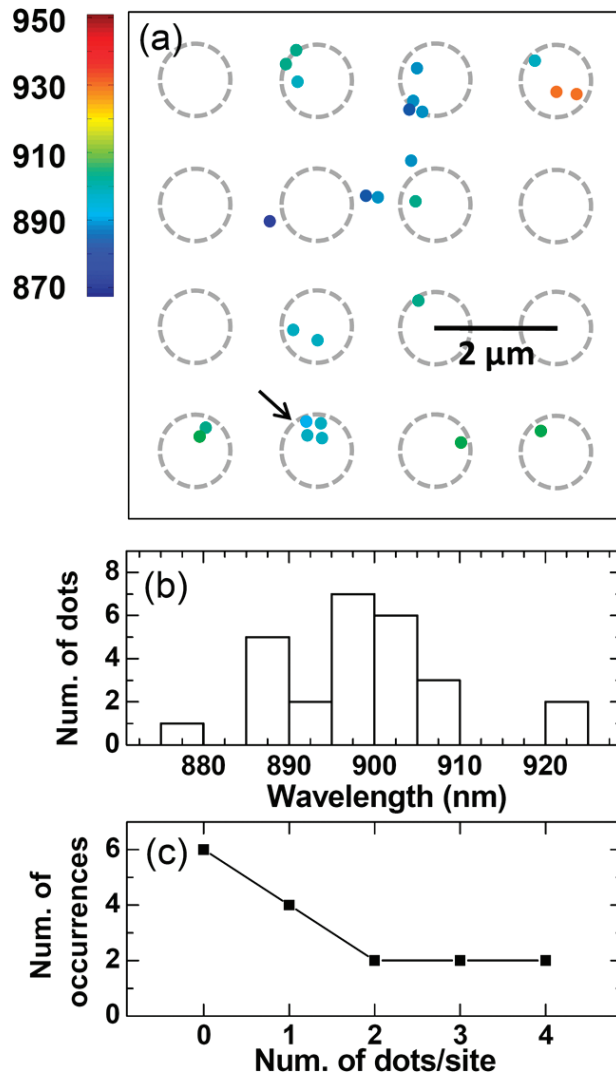 (a)
950
930
910
890
870
2 μm
(b)
Num. of dots
8
6
4
2
0
880 890 900 910 920
Wavelength (nm)
(c)
Num. of
occurrences
6
4
2
0
0 1 2 3 4
Num. of dots/site